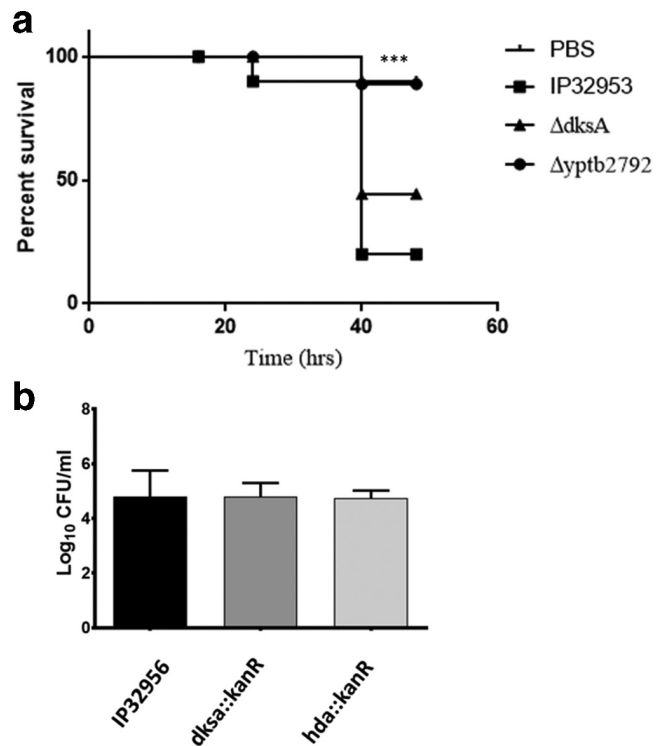 a
Percent survival
100
50
0
***
0 20 40 60
Time (hrs)
PBS
IP32953
ΔdksA
Δyptb2792
b
Log10 CFU/ml
8
6
4
2
0
IP32956
dksa::kanR
hda::kanR